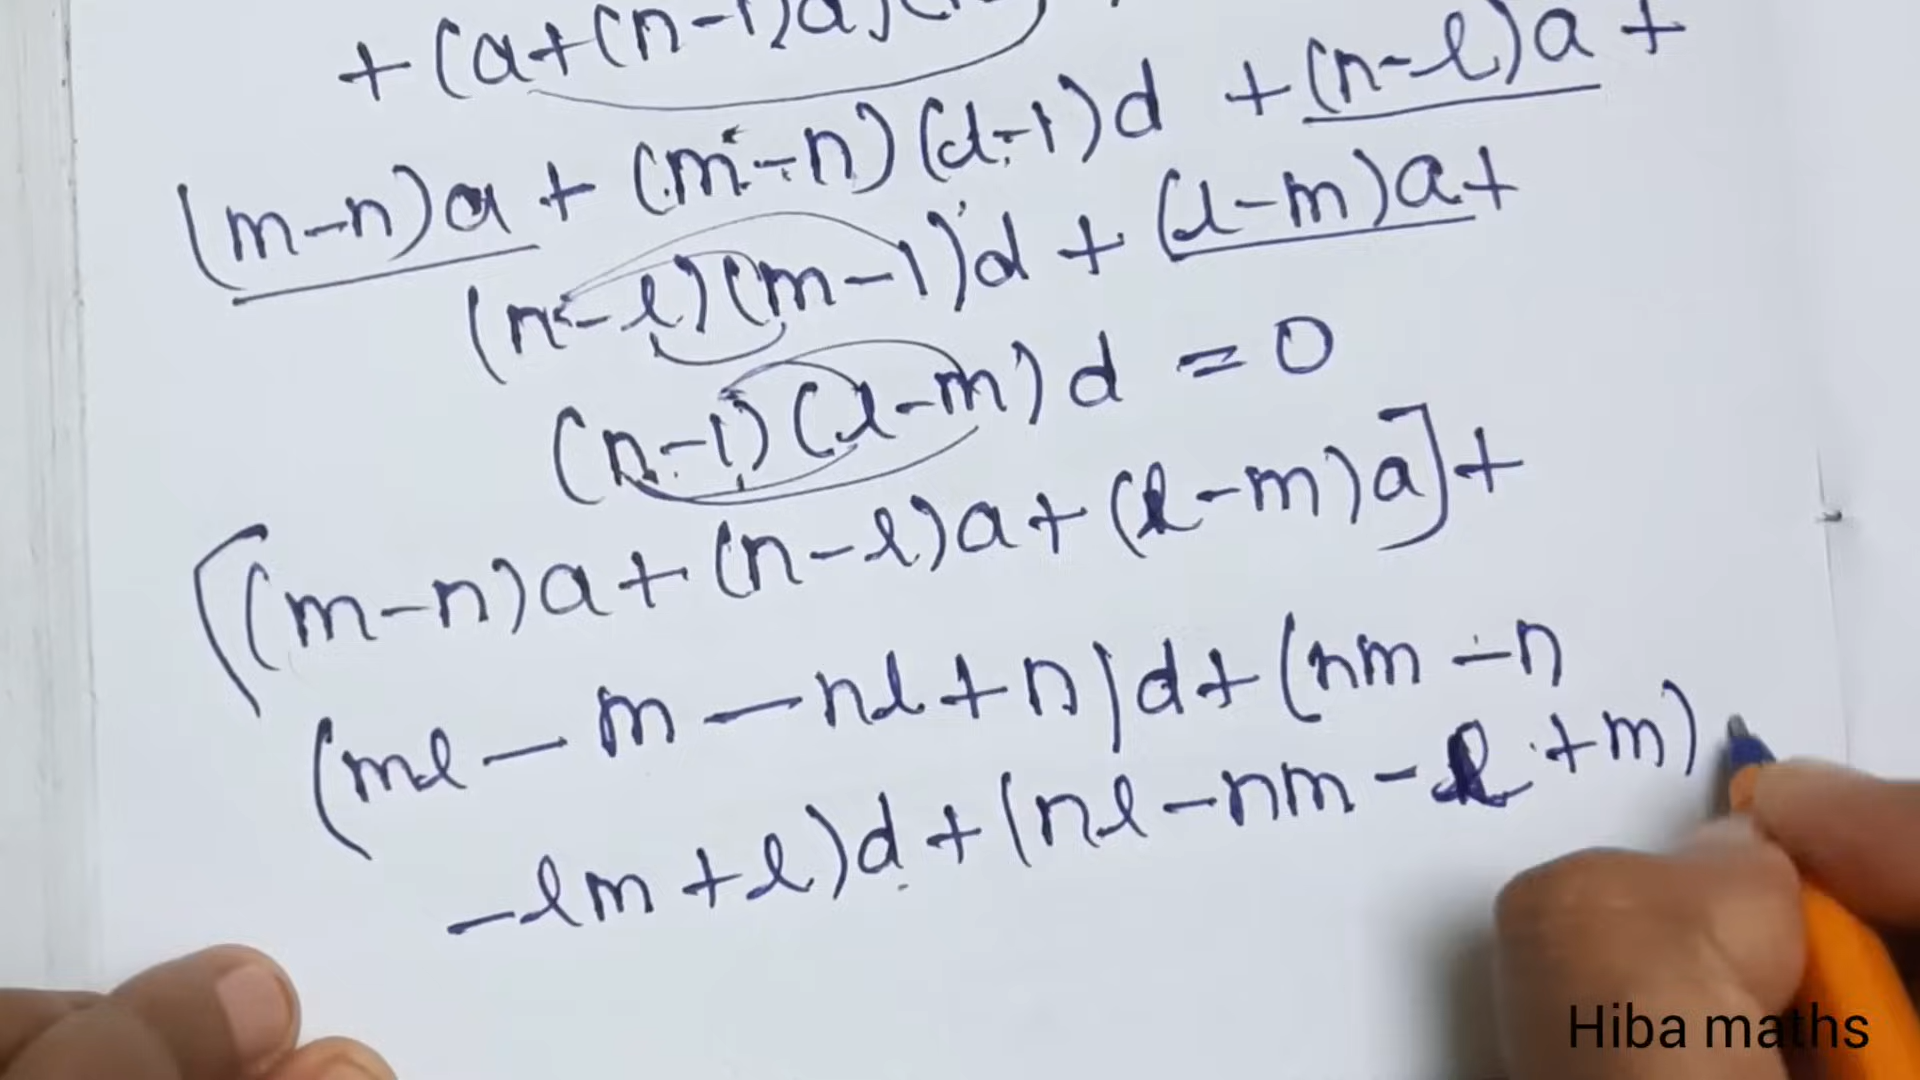 + (a+(n-1)d)
(m-n)a + (m-n)(l-1)d + (n-l)a +
(n-l)(m-1)d + (l-m)a +
(n-1)(l-m)d = 0
[(m-n)a + (n-l)a + (l-m)a] +
(ml - m - nl + n)d + (nm - n
- lm + l)d + (nl - nm - l + m)
Hiba maths